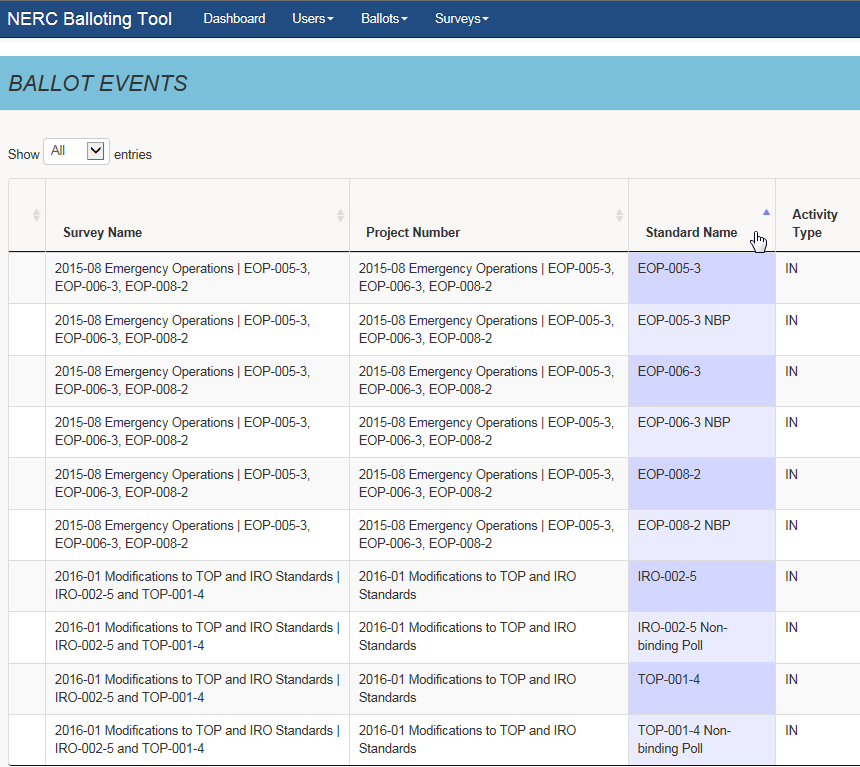 NERC Balloting Tool Dashboard Users Ballots Surveys
BALLOT EVENTS
Show All entries
Survey Name Project Number Standard Name Activity Type
2015-08 Emergency Operations | EOP-005-3, 2015-08 Emergency Operations | EOP-005-3, EOP-005-3 IN
EOP-006-3, EOP-008-2 EOP-006-3, EOP-008-2
2015-08 Emergency Operations | EOP-005-3, 2015-08 Emergency Operations | EOP-005-3, EOP-005-3 NBP IN
EOP-006-3, EOP-008-2 EOP-006-3, EOP-008-2
2015-08 Emergency Operations | EOP-005-3, 2015-08 Emergency Operations | EOP-005-3, EOP-006-3 IN
EOP-006-3, EOP-008-2 EOP-006-3, EOP-008-2
2015-08 Emergency Operations | EOP-005-3, 2015-08 Emergency Operations | EOP-005-3, EOP-006-3 NBP IN
EOP-006-3, EOP-008-2 EOP-006-3, EOP-008-2
2015-08 Emergency Operations | EOP-005-3, 2015-08 Emergency Operations | EOP-005-3, EOP-008-2 IN
EOP-006-3, EOP-008-2 EOP-006-3, EOP-008-2
2015-08 Emergency Operations | EOP-005-3, 2015-08 Emergency Operations | EOP-005-3, EOP-008-2 NBP IN
EOP-006-3, EOP-008-2 EOP-006-3, EOP-008-2
2016-01 Modifications to TOP and IRO Standards | 2016-01 Modifications to TOP and IRO IRO-002-5 IN
IRO-002-5 and TOP-001-4 Standards
2016-01 Modifications to TOP and IRO Standards | 2016-01 Modifications to TOP and IRO IRO-002-5 Non- IN
IRO-002-5 and TOP-001-4 Standards binding Poll
2016-01 Modifications to TOP and IRO Standards | 2016-01 Modifications to TOP and IRO TOP-001-4 IN
IRO-002-5 and TOP-001-4 Standards
2016-01 Modifications to TOP and IRO Standards | 2016-01 Modifications to TOP and IRO TOP-001-4 Non- IN
IRO-002-5 and TOP-001-4 Standards binding Poll